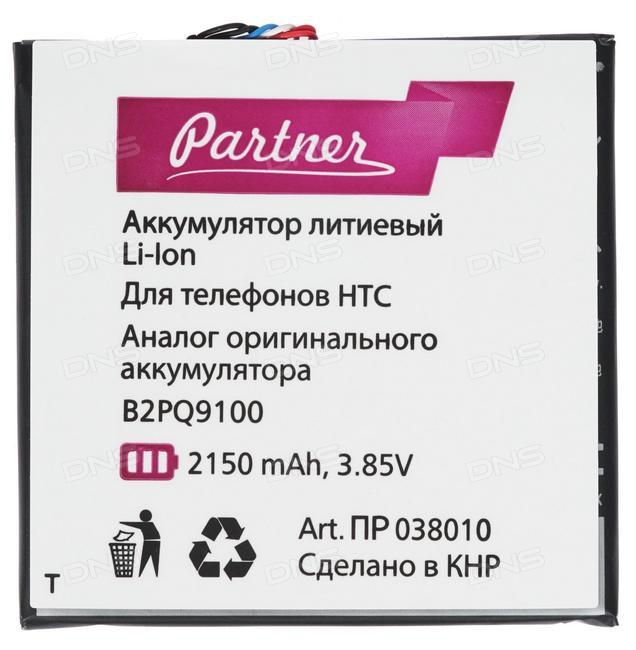 Partner
Аккумулятор литиевый
Li-Ion
Для телефонов HTC
Аналог оригинального
аккумулятора
B2PQ9100
2150 mAh, 3.85V
Art. ПР 038010
Сделано в КНР
T
DNS